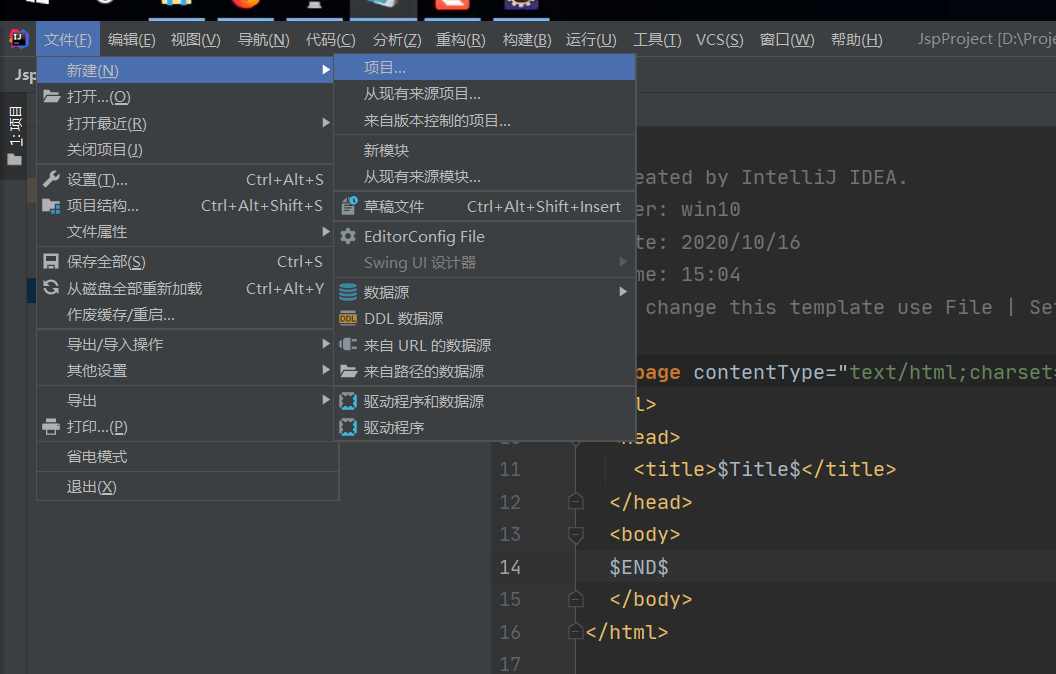 文件(F) 编辑(E) 视图(V) 导航(N) 代码(C) 分析(Z) 重构(R) 构建(B) 运行(U) 工具(T) VCS(S) 窗口(W) 帮助(H) JspProject [D:\Proje
Jsp
1: 项目
新建(N)
打开...(O)
打开最近(R)
关闭项目(J)
设置(T)... Ctrl+Alt+S
项目结构... Ctrl+Alt+Shift+S
文件属性
保存全部(S) Ctrl+S
从磁盘全部重新加载 Ctrl+Alt+Y
作废缓存/重启...
导出/导入操作
其他设置
导出
打印...(P)
省电模式
退出(X)
项目...
从现有来源项目...
来自版本控制的项目...
新模块
从现有来源模块...
草稿文件 Ctrl+Alt+Shift+Insert
EditorConfig File
Swing UI 设计器
数据源
DDL 数据源
来自 URL 的数据源
来自路径的数据源
驱动程序和数据源
驱动程序
eated by IntelliJ IDEA.
er: win10
te: 2020/10/16
me: 15:04
change this template use File | Set
page contentType="text/html;charset=
l>
head>
11 <title>$Title$</title>
12 </head>
13 <body>
14 $END$
15 </body>
16 </html>
17